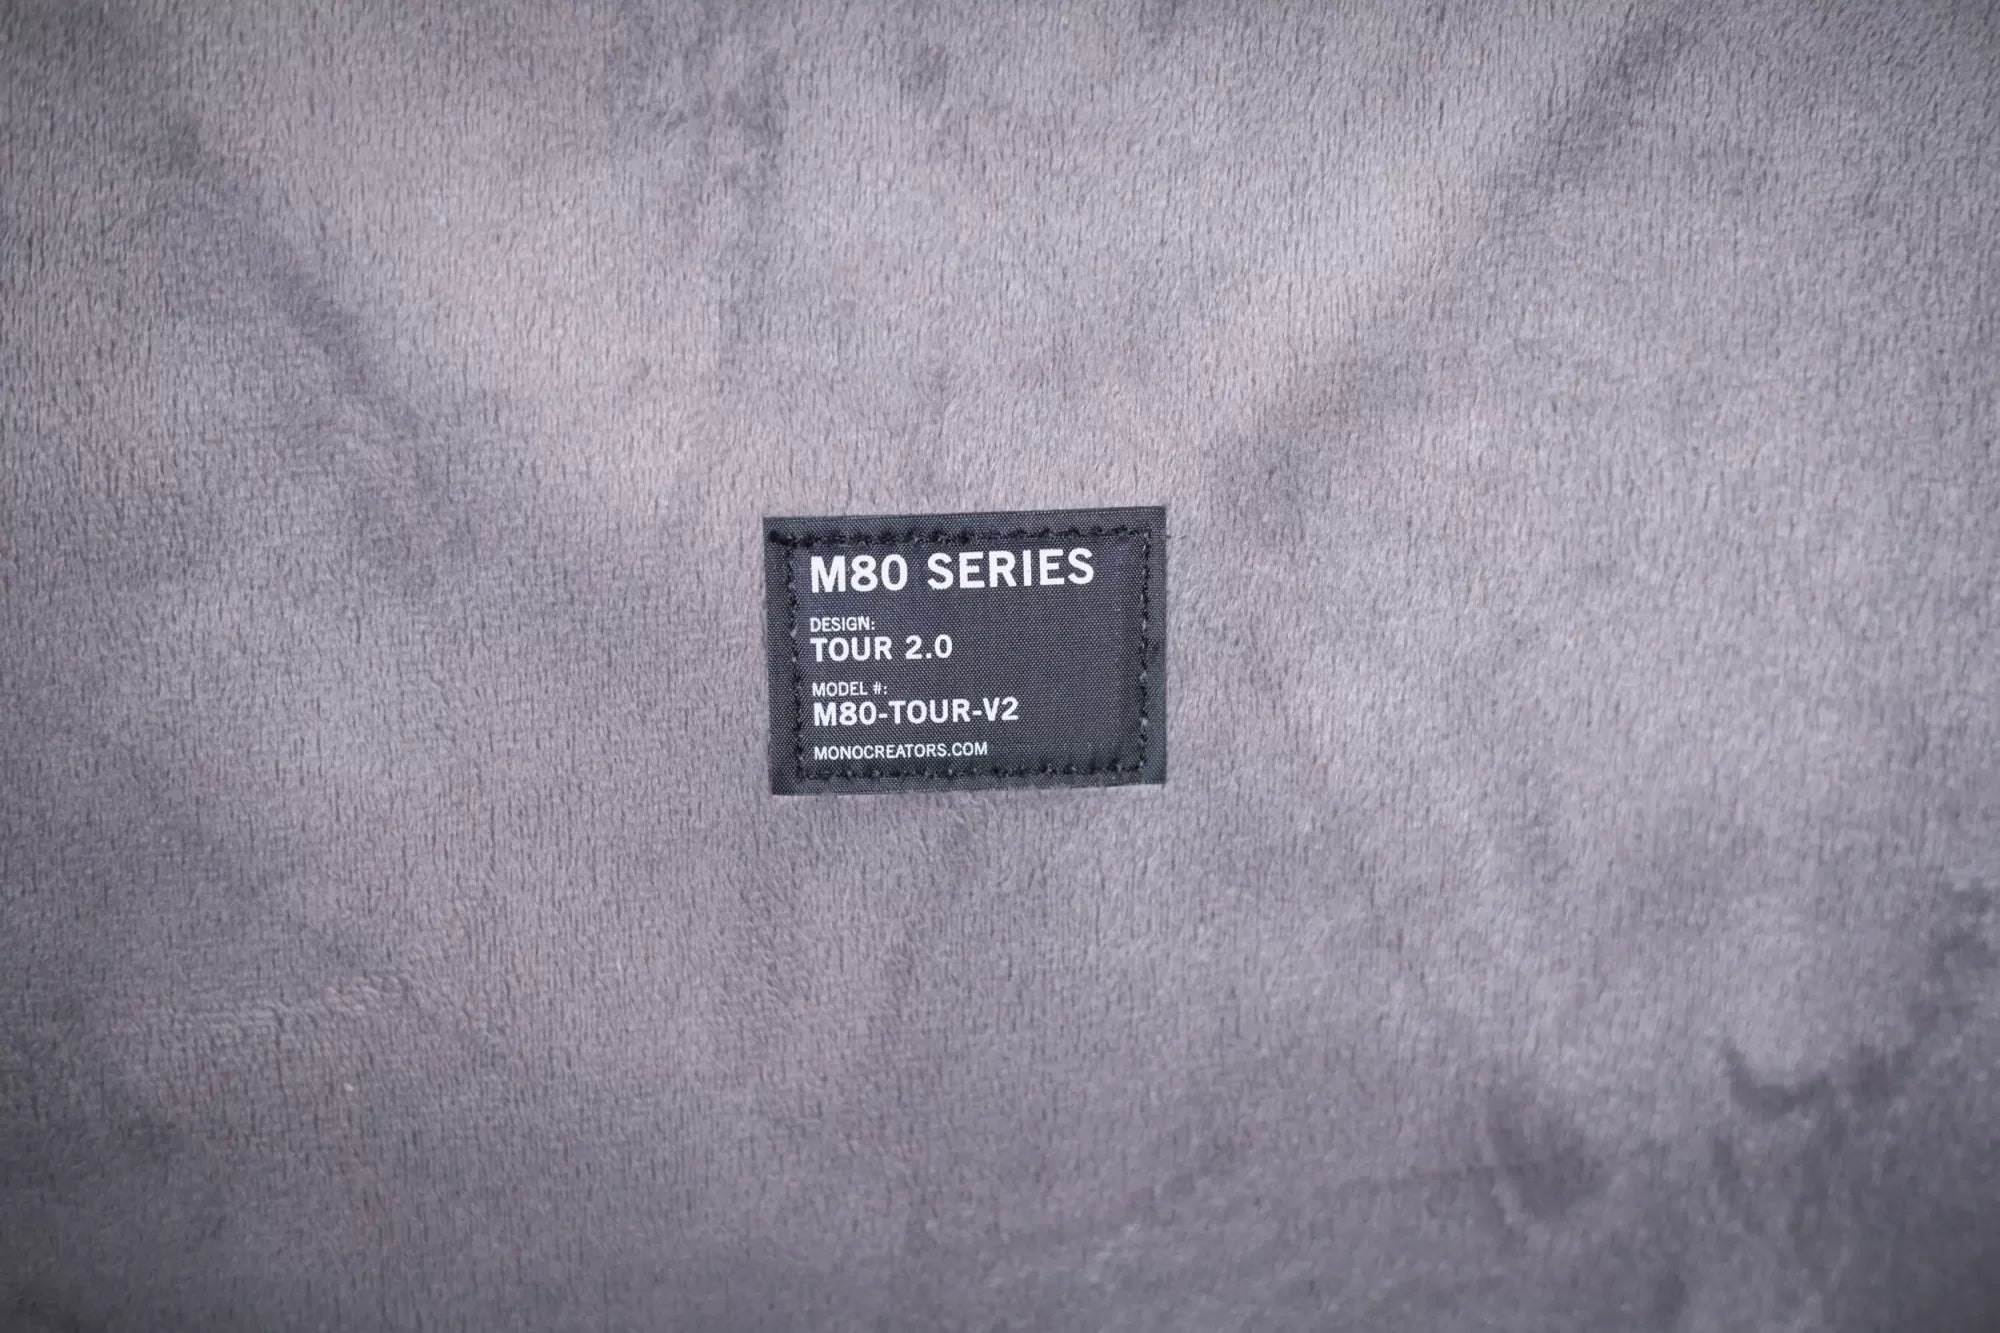 M80 SERIES
DESIGN:
TOUR 2.0
MODEL #:
M80-TOUR-V2
MONOCREATORS.COM